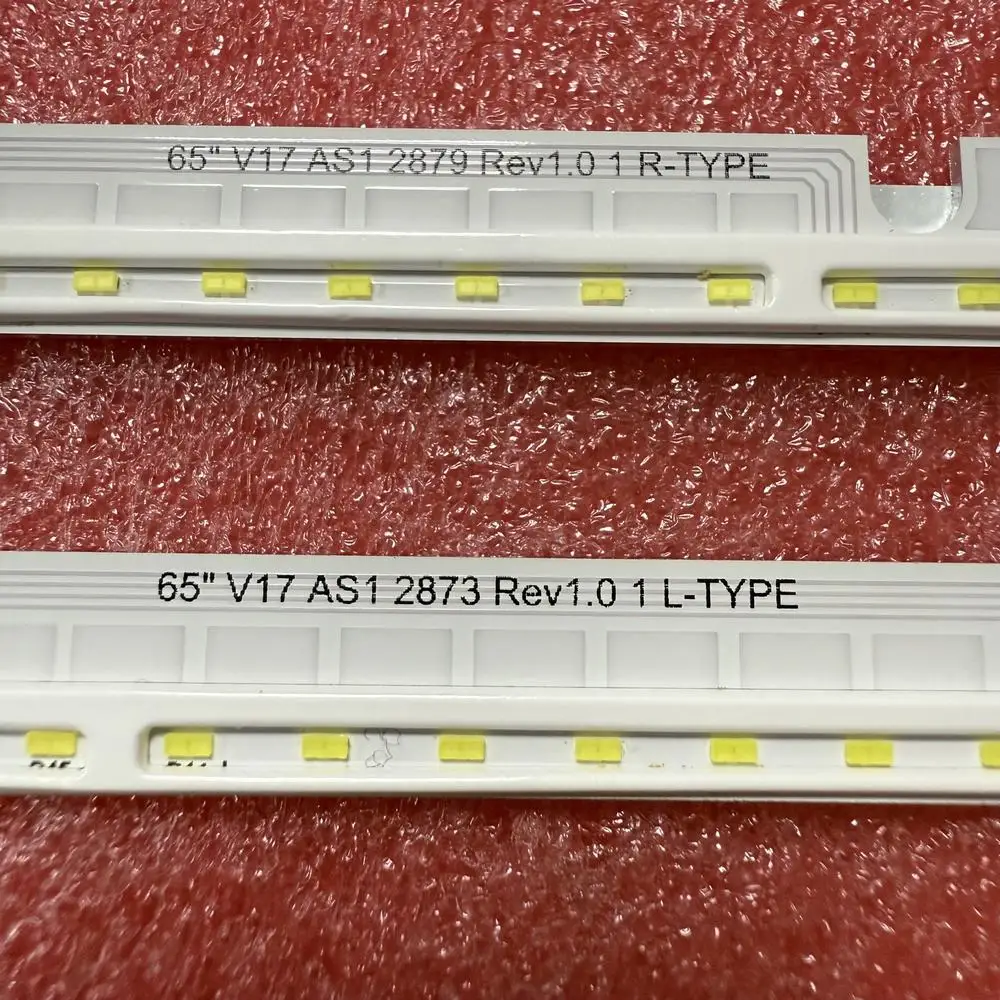 65" V17 AS1 2879 Rev1.0 1 R-TYPE
65" V17 AS1 2873 Rev1.0 1 L-TYPE